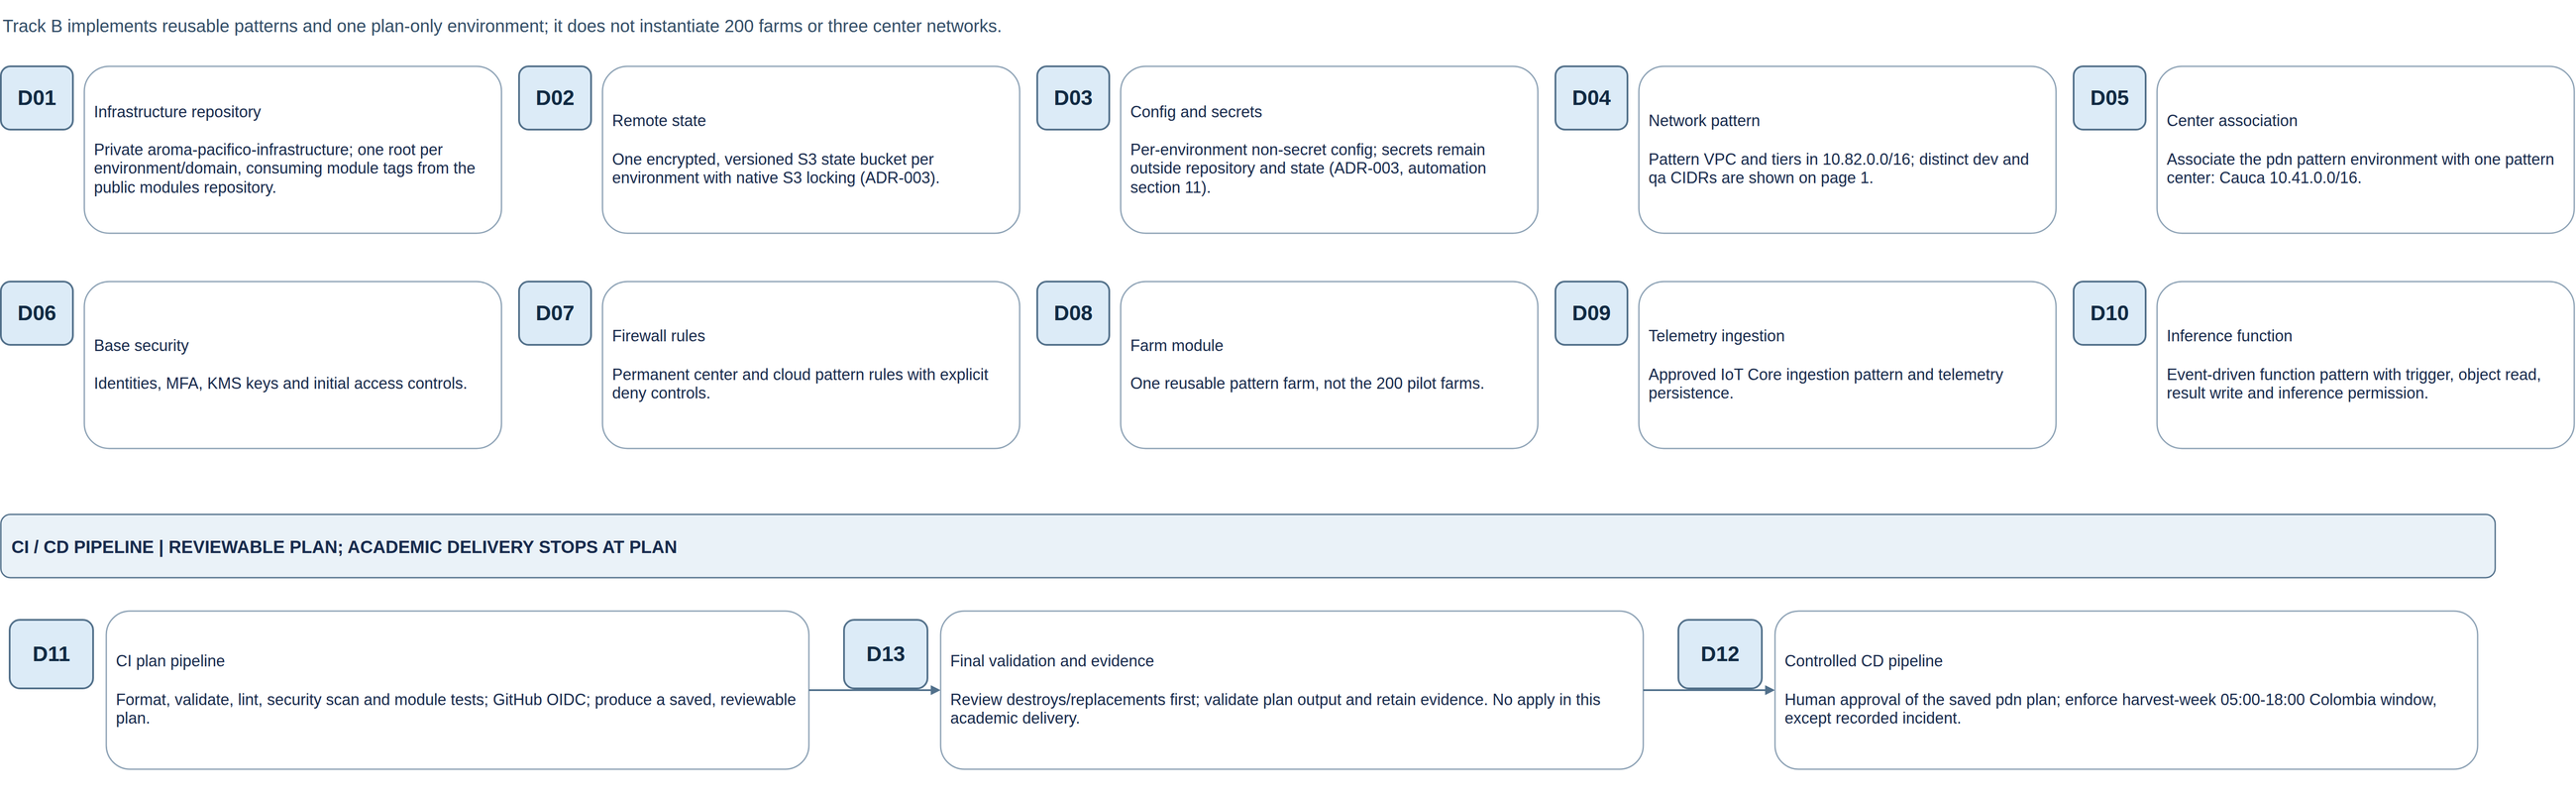 Track B implements reusable patterns and one plan-only environment; it does not instantiate 200 farms or three center networks.
D01
Infrastructure repository
Private aroma-pacifico-infrastructure; one root per
environment/domain, consuming module tags from the
public modules repository.
D02
Remote state
One encrypted, versioned S3 state bucket per
environment with native S3 locking (ADR-003).
D03
Config and secrets
Per-environment non-secret config; secrets remain
outside repository and state (ADR-003, automation
section 11).
D04
Network pattern
Pattern VPC and tiers in 10.82.0.0/16; distinct dev and
qa CIDRs are shown on page 1.
D05
Center association
Associate the pdn pattern environment with one pattern
center: Cauca 10.41.0.0/16.
D06
Base security
Identities, MFA, KMS keys and initial access controls.
D07
Firewall rules
Permanent center and cloud pattern rules with explicit
deny controls.
D08
Farm module
One reusable pattern farm, not the 200 pilot farms.
D09
Telemetry ingestion
Approved IoT Core ingestion pattern and telemetry
persistence.
D10
Inference function
Event-driven function pattern with trigger, object read,
result write and inference permission.
CI / CD PIPELINE | REVIEWABLE PLAN; ACADEMIC DELIVERY STOPS AT PLAN
D11
CI plan pipeline
Format, validate, lint, security scan and module tests; GitHub OIDC; produce a saved, reviewable
plan.
D13
Final validation and evidence
Review destroys/replacements first; validate plan output and retain evidence. No apply in this
academic delivery.
D12
Controlled CD pipeline
Human approval of the saved pdn plan; enforce harvest-week 05:00-18:00 Colombia window,
except recorded incident.